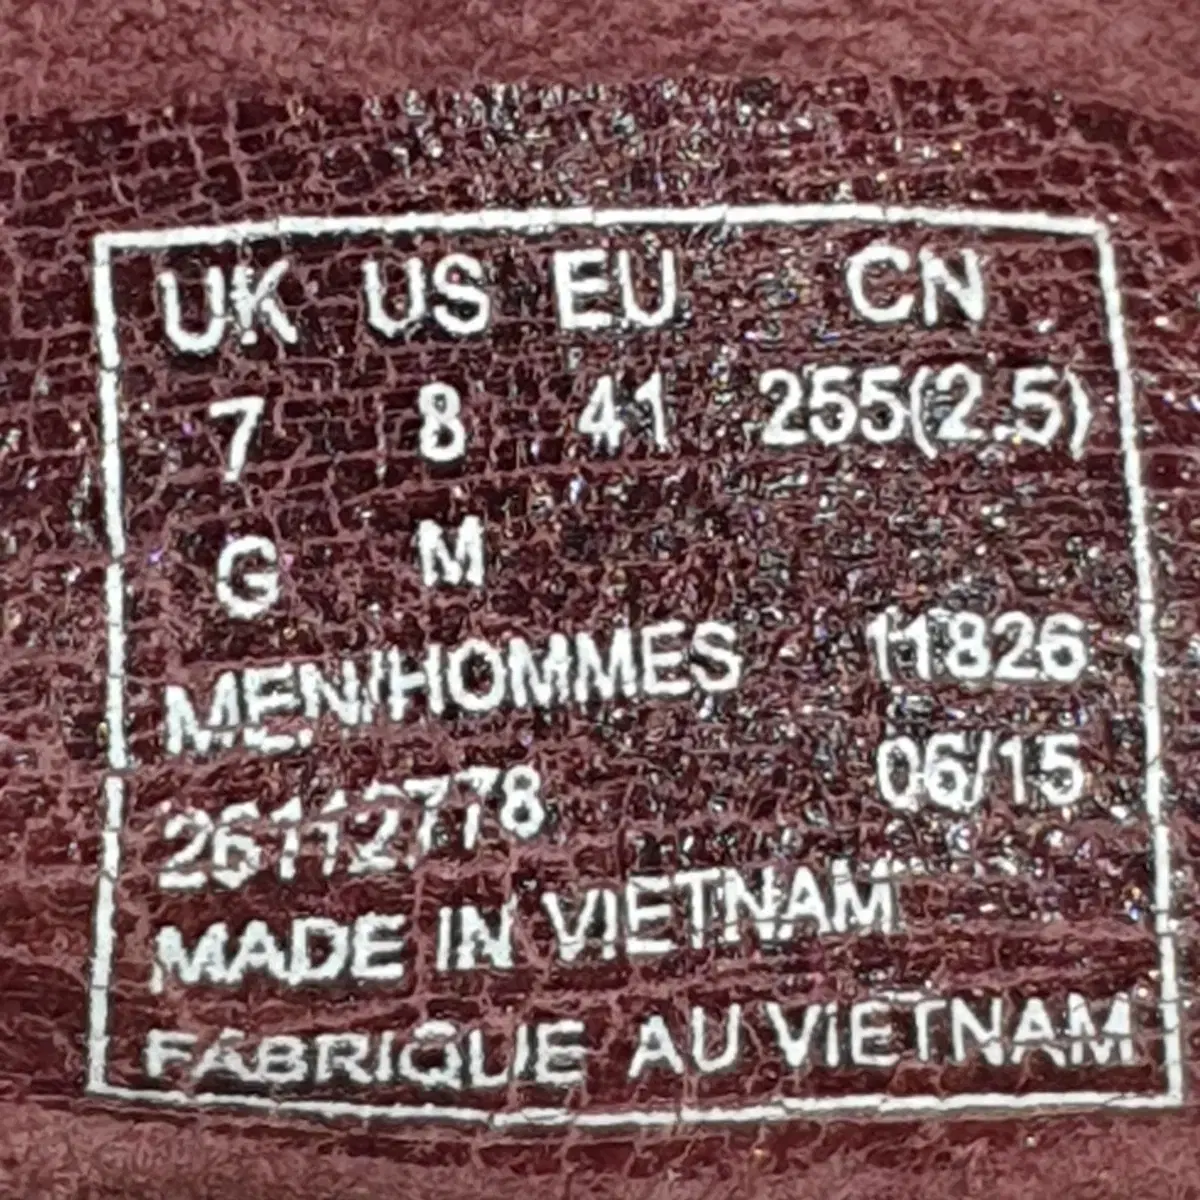 UK US EU CN
7 8 41 255(2.5)
G M
MEN/HOMMES 11826
26112778 06/15
MADE IN VIETNAM
FABRIQUE AU VIETNAM